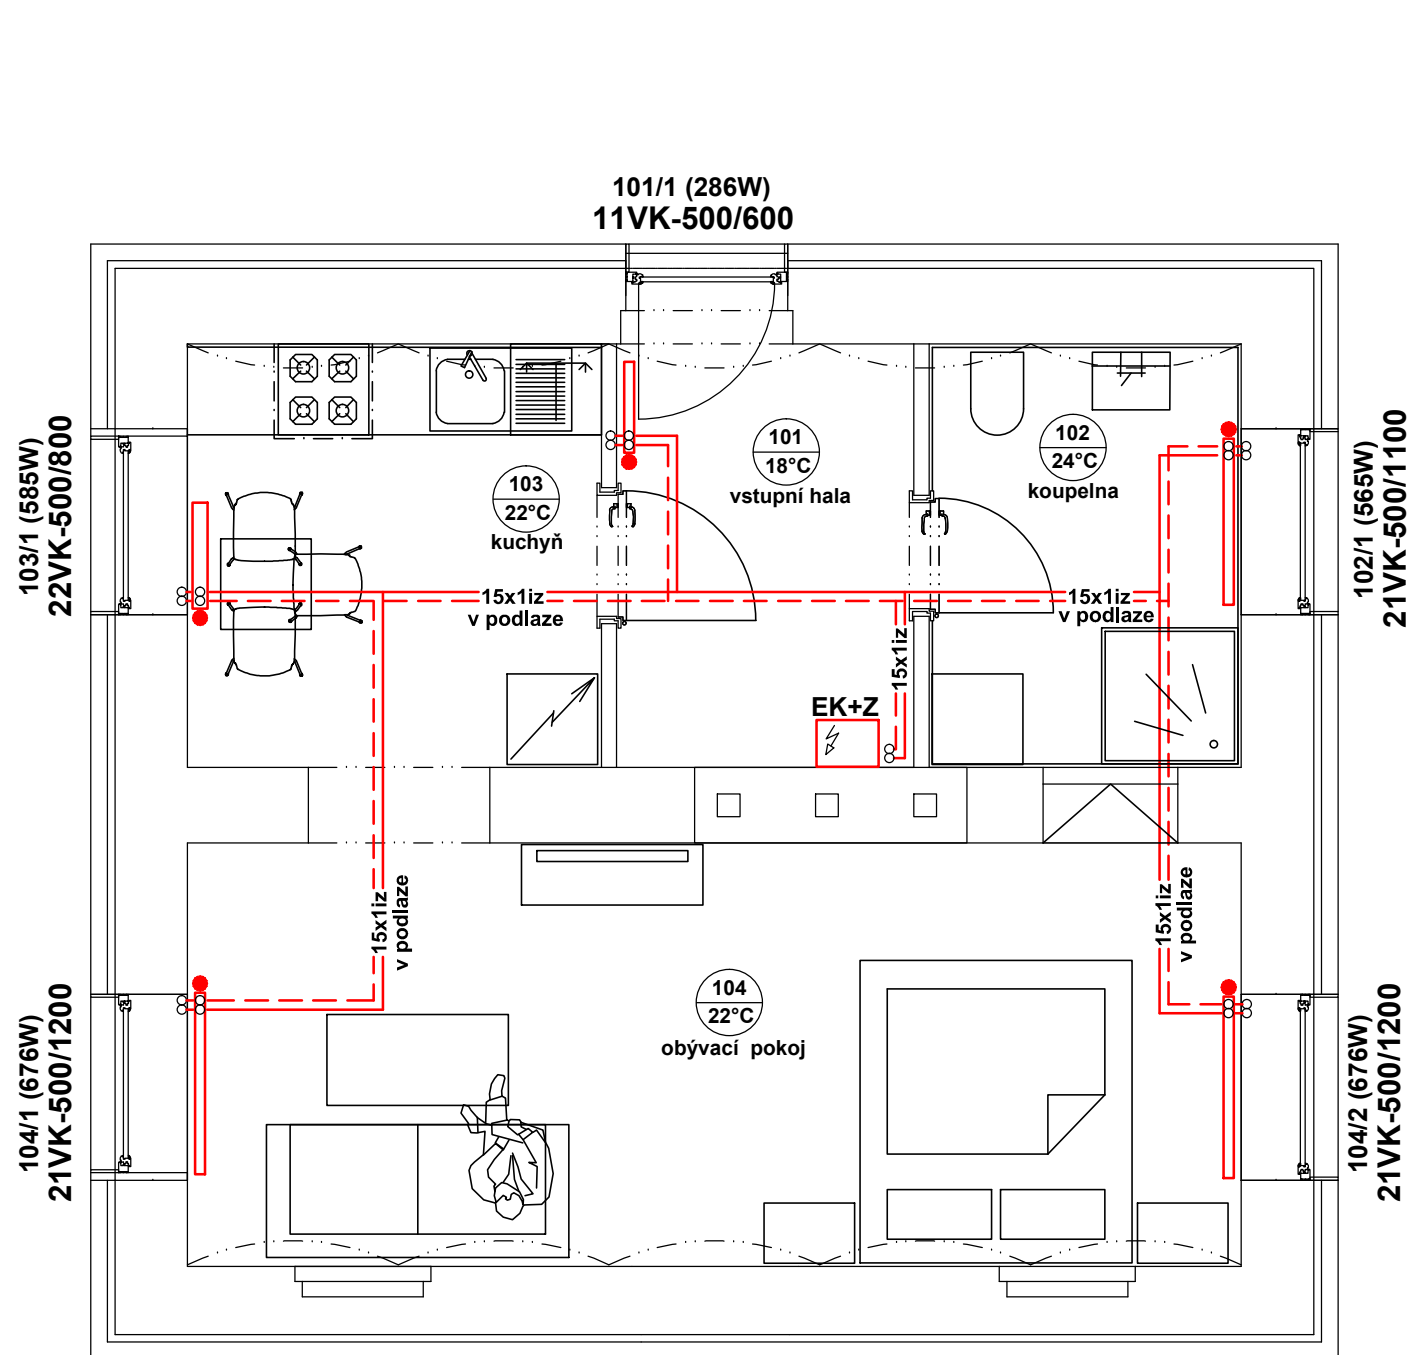 101/1 (286W)
11VK-500/600
103/1 (585W)
22VK-500/800
102/1 (565W)
21VK-500/1100
101
18°C
vstupní hala
102
24°C
koupelna
103
22°C
kuchyň
15x1iz
v podlaze
15x1iz
v podlaze
15x1iz
EK+Z
15x1iz
v podlaze
15x1iz
v podlaze
104
22°C
obývací pokoj
104/1 (676W)
21VK-500/1200
104/2 (676W)
21VK-500/1200